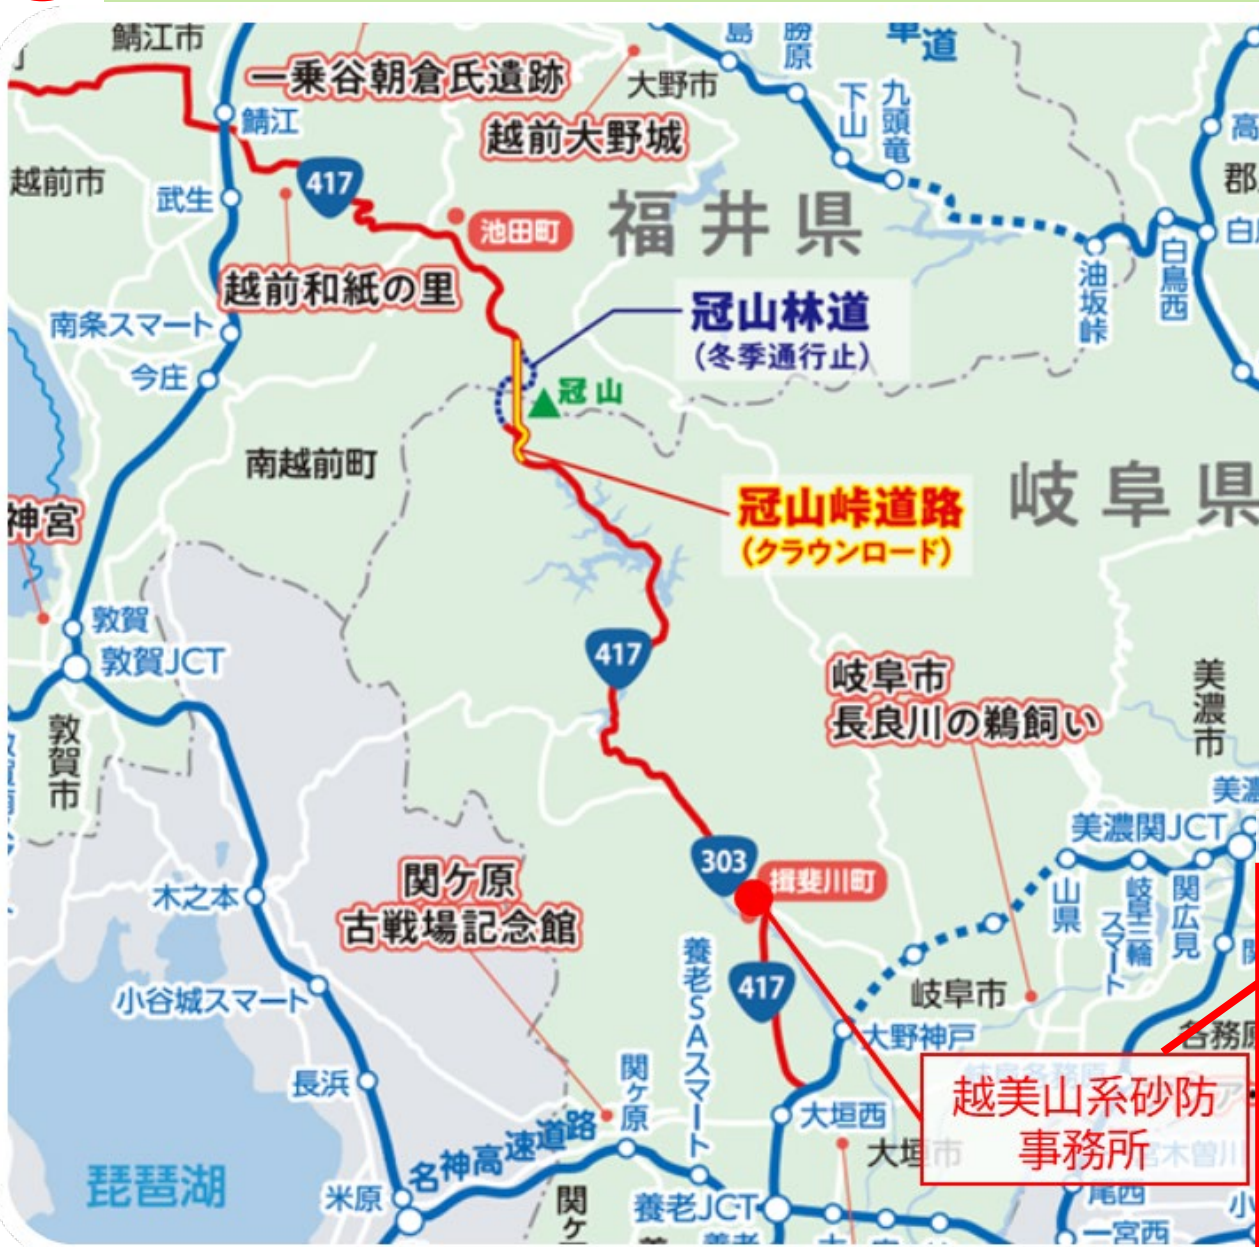 鯖江市
一乗谷朝倉氏遺跡
大野市
越前大野城
勝原
下山
九頭竜
車道
鯖江
417
越前市
武生
池田町
福井県
越前和紙の里
油坂峠
白鳥西
南条スマート
今庄
冠山林道
(冬季通行止)
冠山
南越前町
冠山峠道路
(クラウンロード)
岐阜県
神宮
敦賀
敦賀JCT
敦賀市
417
岐阜市
長良川の鵜飼い
美濃市
美濃関JCT
303
揖斐川町
関ケ原
古戦場記念館
木之本
山県
岐阜三輪
スマート
関広見
養老SAスマート
417
岐阜市
小谷城スマート
大野神戸
各務原
長浜
関ヶ原
大垣西
大垣市
越美山系砂防
事務所
琵琶湖
名神高速道路
米原
養老JCT
尾西
一宮西